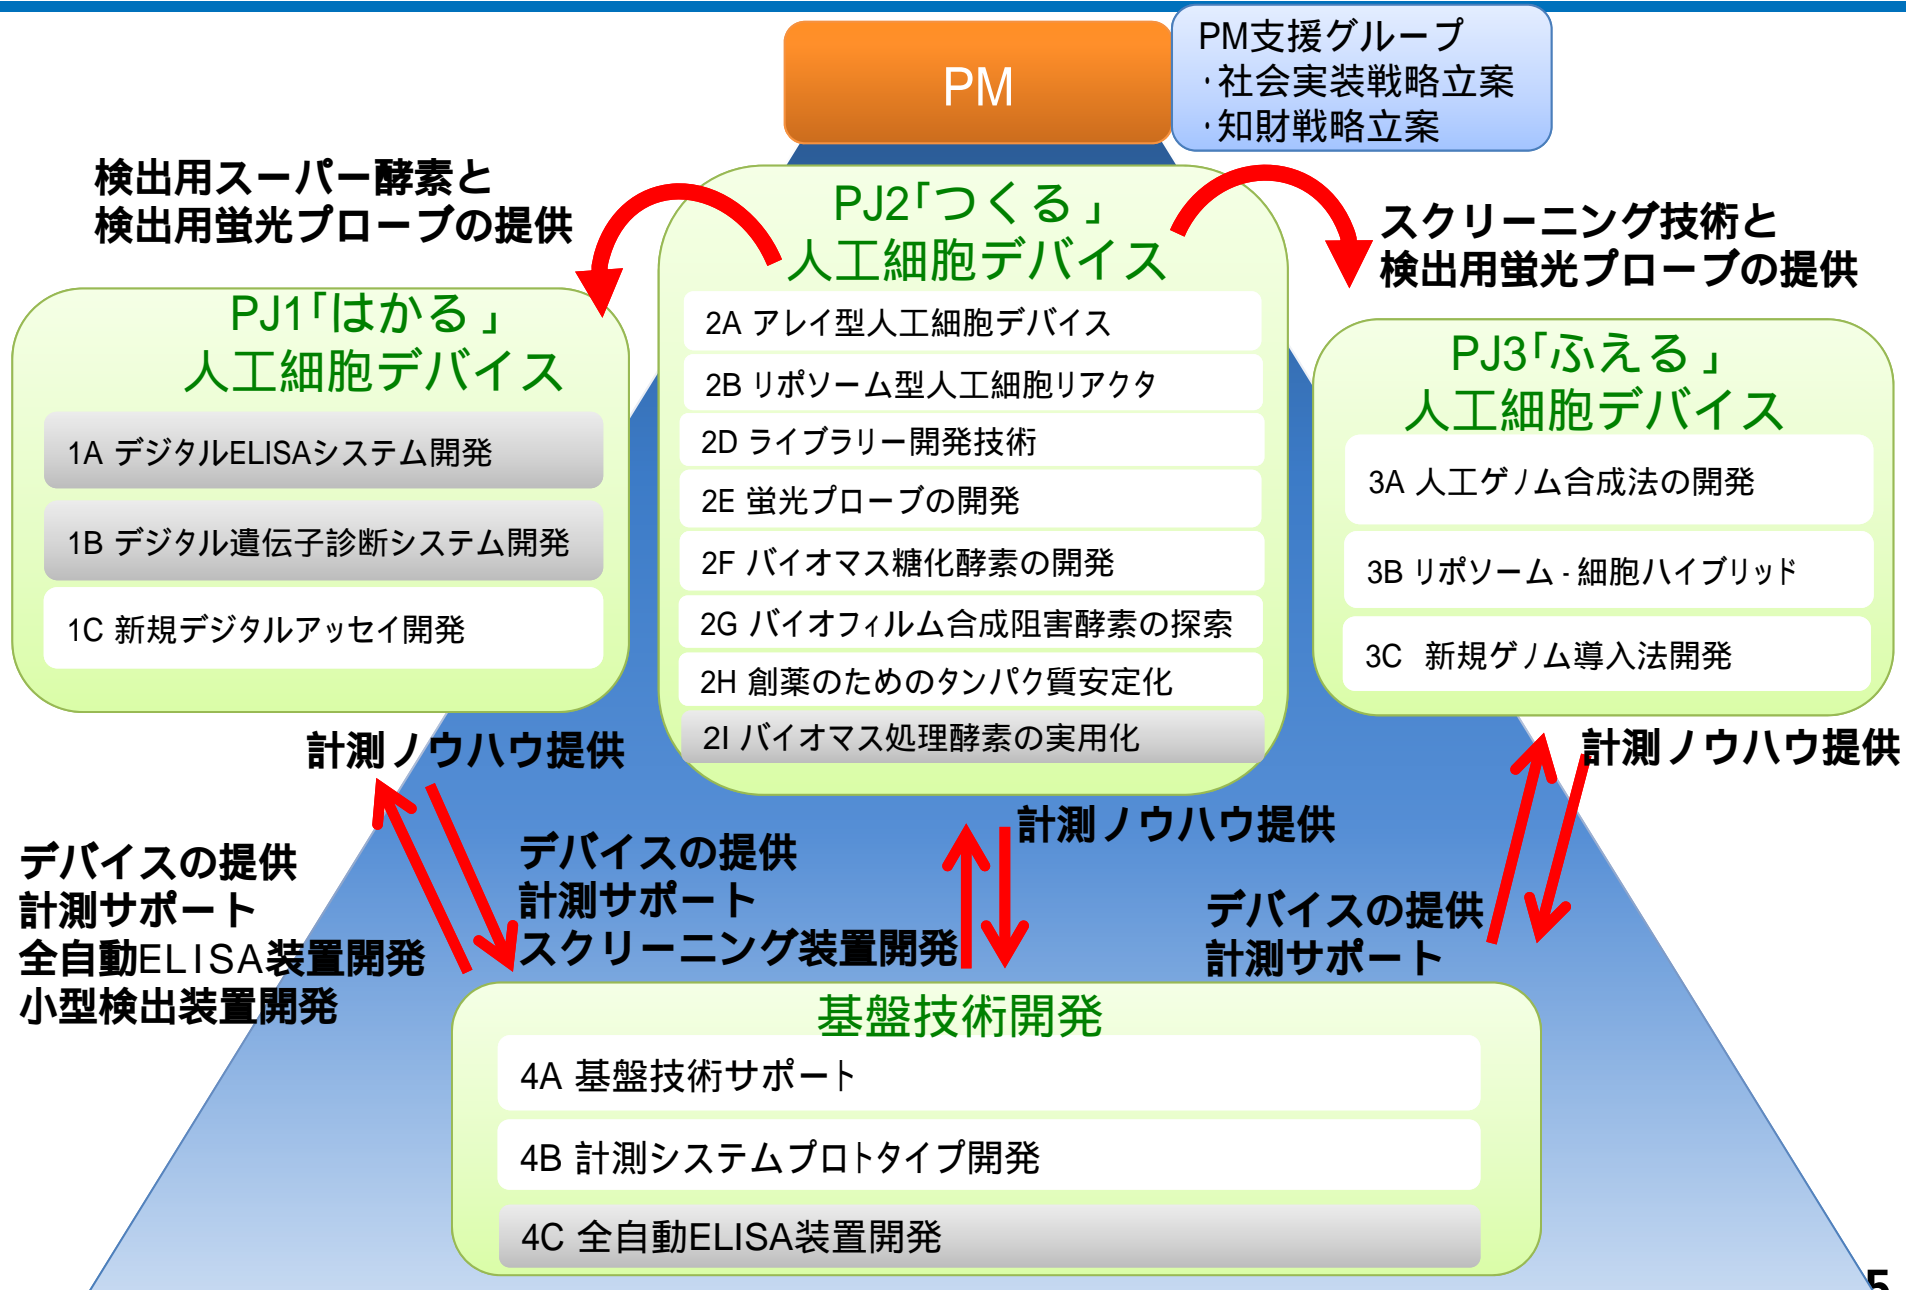 PM
PM支援グループ
・社会実装戦略立案
・知財戦略立案
検出用スーパー酵素と
検出用蛍光プローブの提供
PJ2「つくる」
人工細胞デバイス
スクリーニング技術と
検出用蛍光プローブの提供
PJ1「はかる」
人工細胞デバイス
1A デジタルELISAシステム開発
1B デジタル遺伝子診断システム開発
1C 新規デジタルアッセイ開発
2A アレイ型人工細胞デバイス
2B リポソーム型人工細胞リアクタ
2D ライブラリー開発技術
2E 蛍光プローブの開発
2F バイオマス糖化酵素の開発
2G バイオフィルム合成阻害酵素の探索
2H 創薬のためのタンパク質安定化
2I バイオマス処理酵素の実用化
PJ3「ふえる」
人工細胞デバイス
3A 人工ゲノム合成法の開発
3B リポソーム - 細胞ハイブリッド
3C 新規ゲノム導入法開発
計測ノウハウ提供
計測ノウハウ提供
計測ノウハウ提供
デバイスの提供
計測サポート
全自動ELISA装置開発
小型検出装置開発
デバイスの提供
計測サポート
スクリーニング装置開発
デバイスの提供
計測サポート
基盤技術開発
4A 基盤技術サポート
4B 計測システムプロトタイプ開発
4C 全自動ELISA装置開発
5